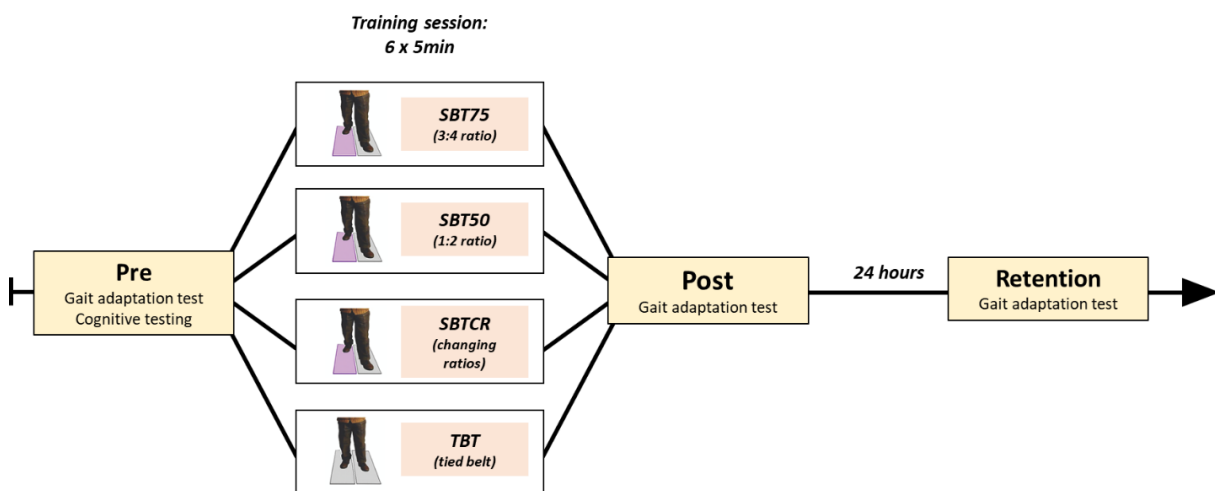 Training session:
6 x 5min
SBT75
(3:4 ratio)
SBT50
(1:2 ratio)
Pre
Gait adaptation test
Cognitive testing
SBTCR
(changing
ratios)
TBT
(tied belt)
Post
Gait adaptation test
24 hours
Retention
Gait adaptation test